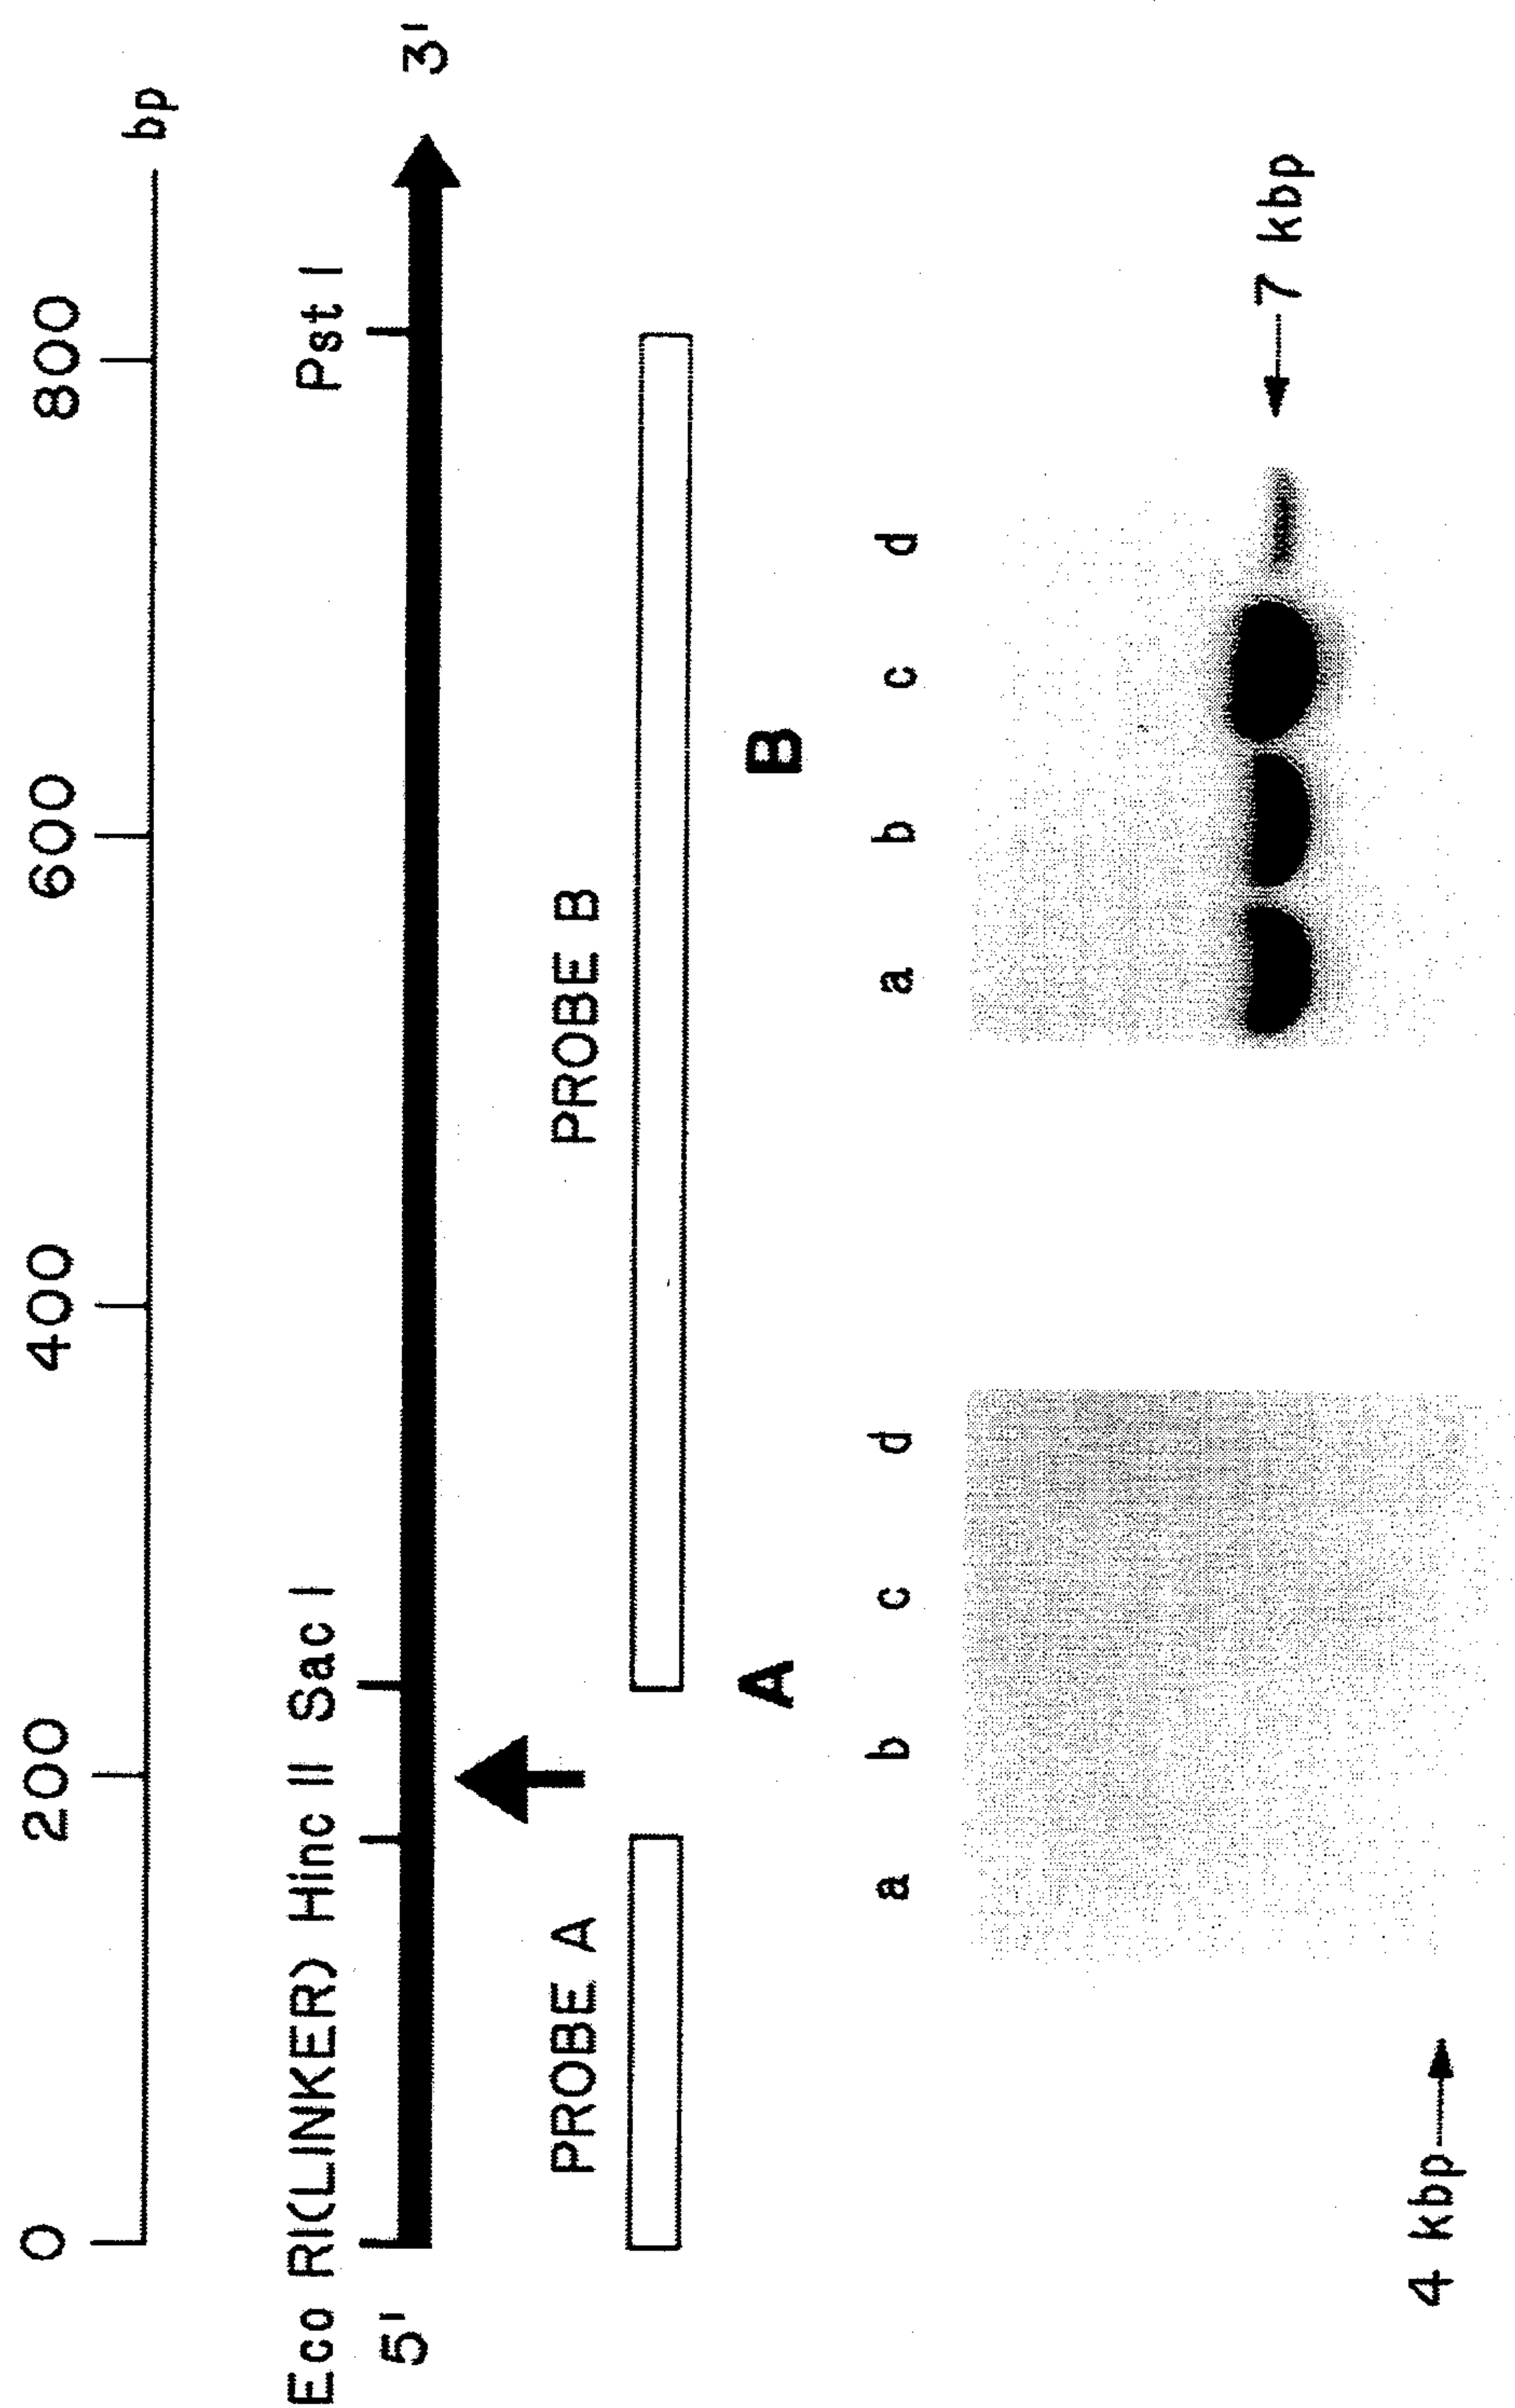 0 200 400 600 800 bp
Eco RI(LINKER) Hinc II Sac I Pst I
5' 3'
PROBE A PROBE B
A B
a b c d a b c d
4 kbp 7 kbp